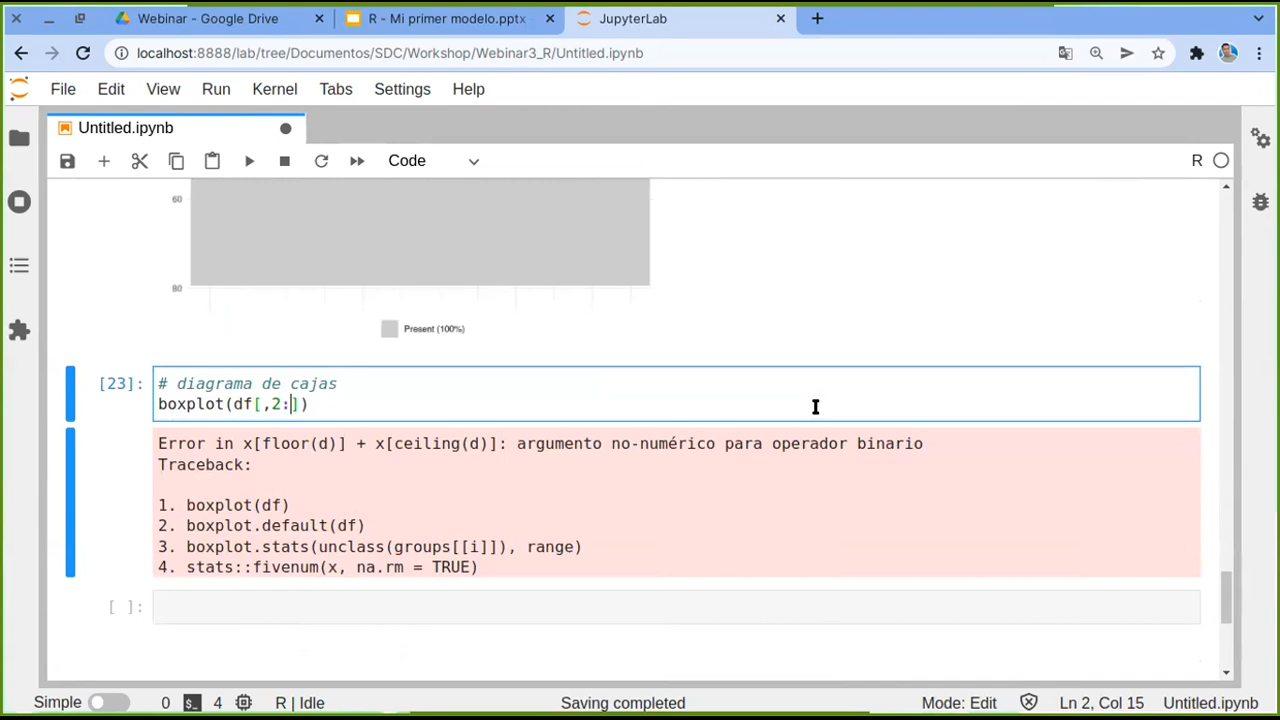 Webinar - Google Drive
R - Mi primer modelo.pptx -
JupyterLab
localhost:8888/lab/tree/Documentos/SDC/Workshop/Webinar3_R/Untitled.ipynb
File Edit View Run Kernel Tabs Settings Help
Untitled.ipynb
Code
R
60
80
Present (100%)
[23]:
# diagrama de cajas
boxplot(df[,2:])
Error in x[floor(d)] + x[ceiling(d)]: argumento no-numérico para operador binario
Traceback:
1. boxplot(df)
2. boxplot.default(df)
3. boxplot.stats(unclass(groups[[i]]), range)
4. stats::fivenum(x, na.rm = TRUE)
[ ]:
Simple 0 4 R | Idle Saving completed Mode: Edit Ln 2, Col 15 Untitled.ipynb